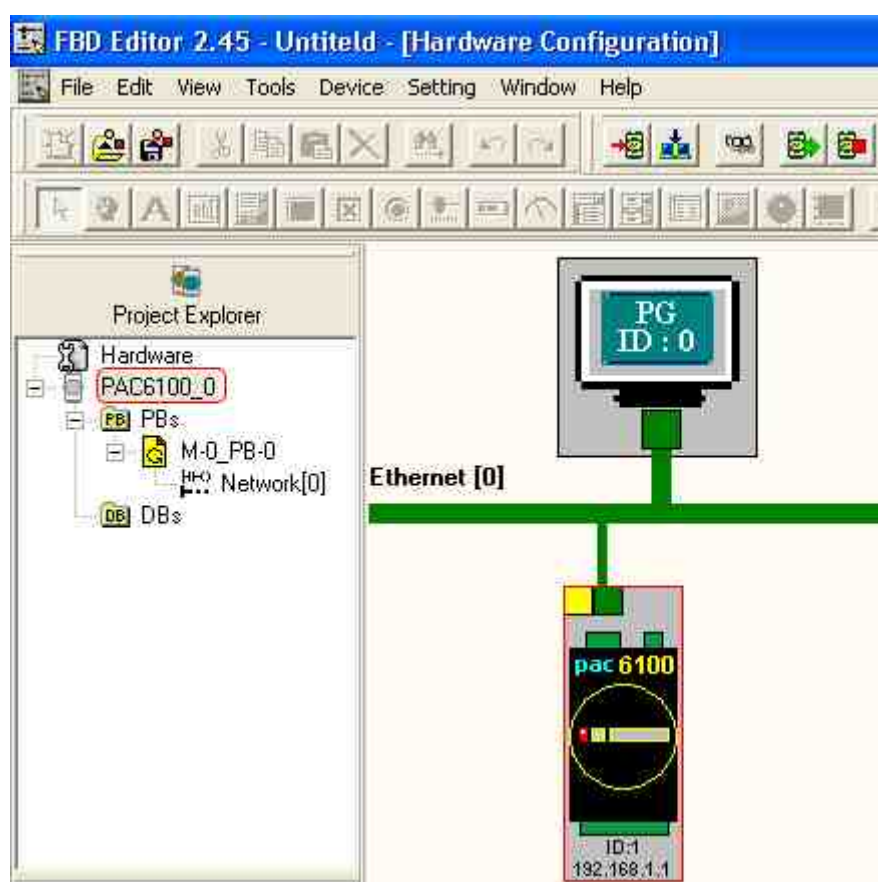 FBD Editor 2.45 - Untiteld - [Hardware Configuration]
File Edit View Tools Device Setting Window Help
Project Explorer
Hardware
PAC6100_0
PB PBs
M-0_PB-0
Network[0]
DB DBs
PG
ID : 0
Ethernet [0]
pac 6100
ID:1
192.168.1.1